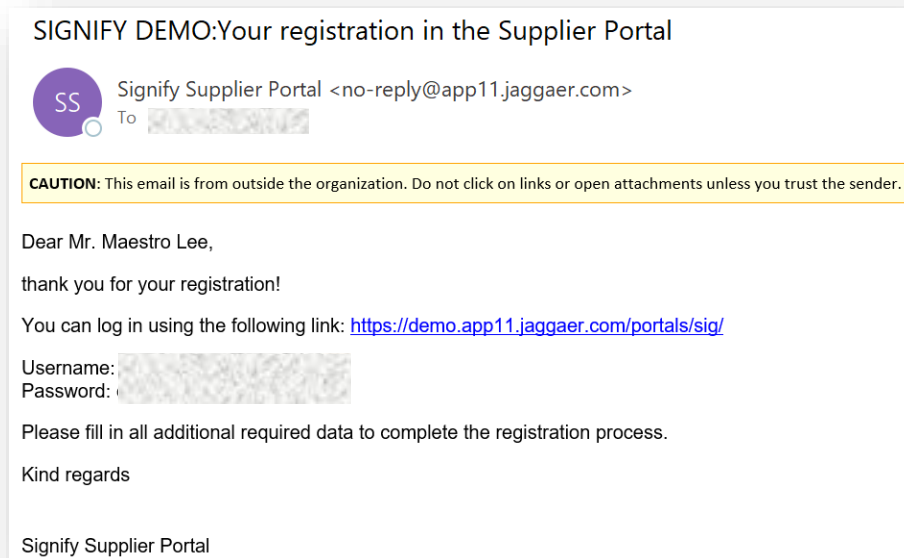 SIGNIFY DEMO:Your registration in the Supplier Portal
SS
Signify Supplier Portal <no-reply@app11.jaggaer.com>
To
CAUTION: This email is from outside the organization. Do not click on links or open attachments unless you trust the sender.
Dear Mr. Maestro Lee,
thank you for your registration!
You can log in using the following link: https://demo.app11.jaggaer.com/portals/sig/
Username:
Password:
Please fill in all additional required data to complete the registration process.
Kind regards
Signify Supplier Portal